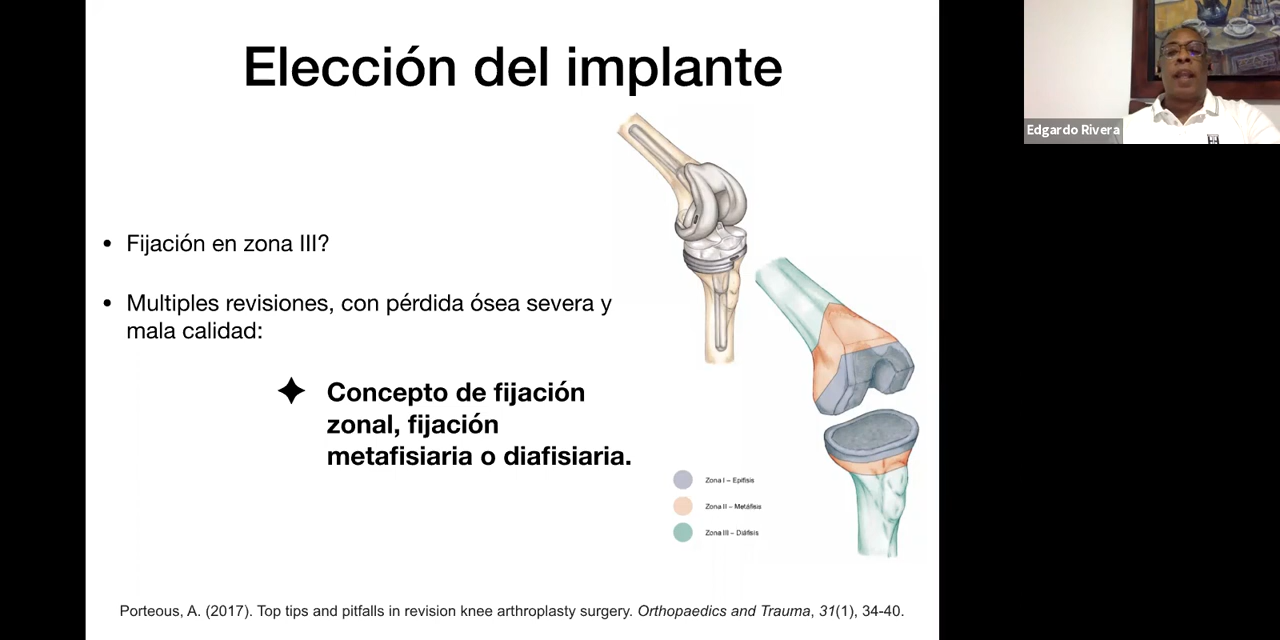 Elección del implante
Edgardo Rivera
• Fijación en zona III?
• Multiples revisiones, con pérdida ósea severa y
mala calidad:
✦ Concepto de fijación
zonal, fijación
metafisiaria o diafisiaria.
Zona I – Epifisis
Zona II – Metáfisis
Zona III – Diáfisis
Porteous, A. (2017). Top tips and pitfalls in revision knee arthroplasty surgery. Orthopaedics and Trauma, 31(1), 34-40.